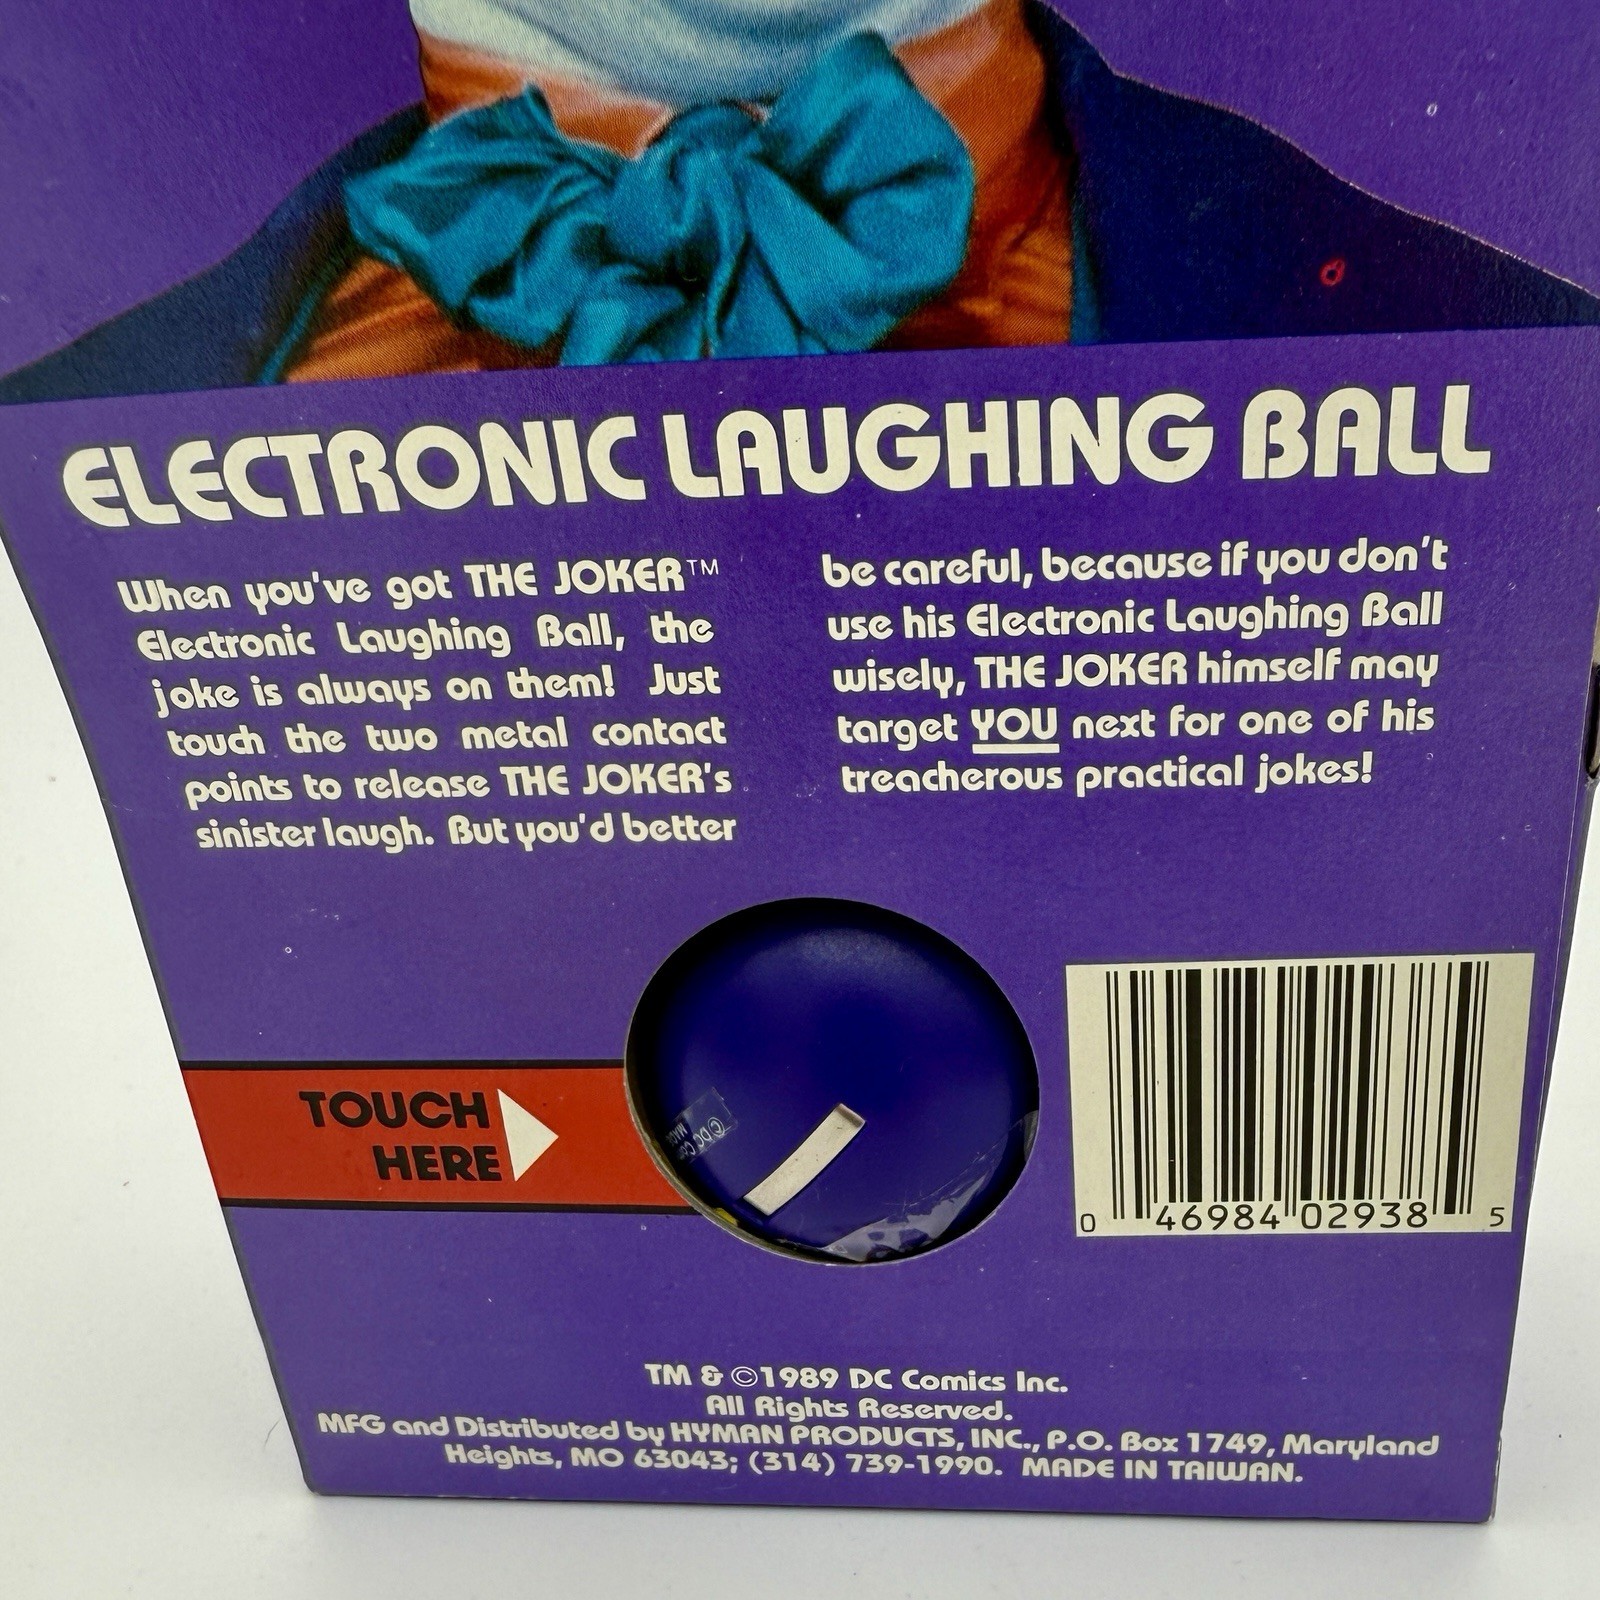 ELECTRONIC LAUGHING BALL
When you've got THE JOKER™
Electronic Laughing Ball, the
joke is always on them! Just
touch the two metal contact
points to release THE JOKER's
sinister laugh. But you'd better
be careful, because if you don't
use his Electronic Laughing Ball
wisely, THE JOKER himself may
target YOU next for one of his
treacherous practical jokes!
TOUCH
HERE
© DC
0 46984 02938 5
TM & ©1989 DC Comics Inc.
All Rights Reserved.
MFG and Distributed by HYMAN PRODUCTS, INC., P.O. Box 1749, Maryland
Heights, MO 63043; (314) 739-1990. MADE IN TAIWAN.